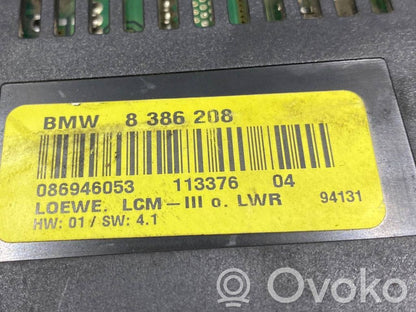 BMW 8 386 208
086946053 113376 04
LOEWE. LCM-III o. LWR 94131
HW: 01 / SW: 4.1
Ovoko